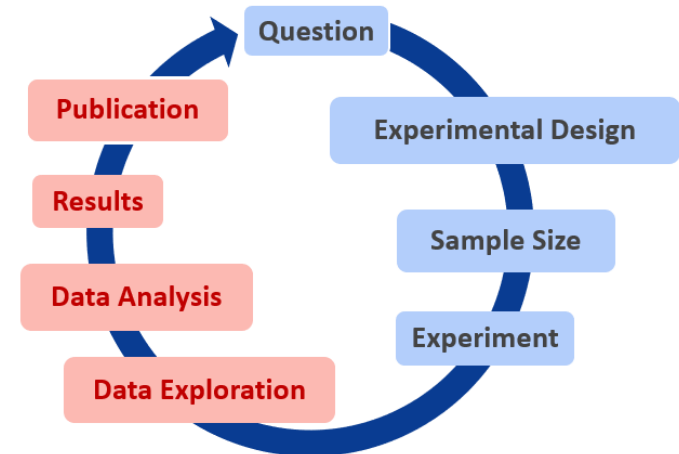 Question
Experimental Design
Sample Size
Experiment
Data Exploration
Data Analysis
Results
Publication